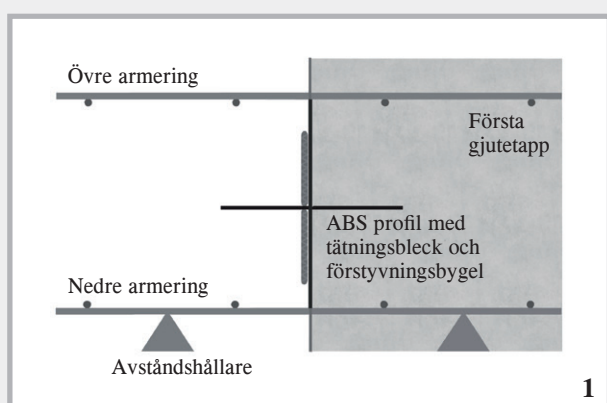 Övre armering
Första
gjutetapp
ABS profil med
tätningsbleck och
förstyvningsbygel
Nedre armering
Avståndshållare
1